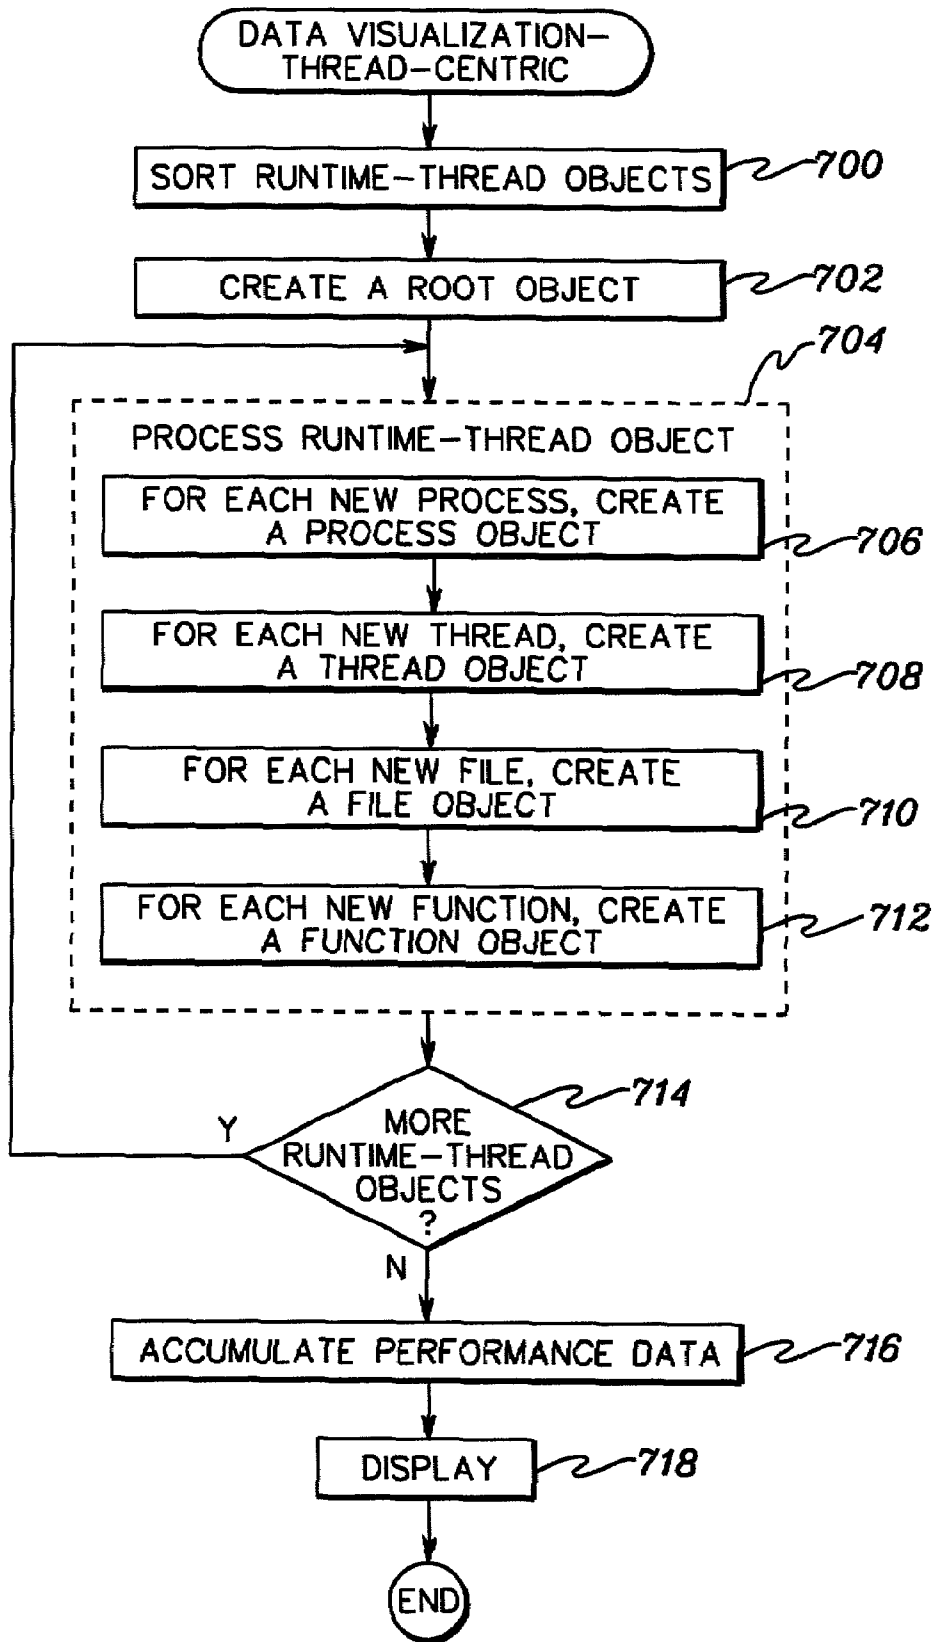 DATA VISUALIZATION-
THREAD-CENTRIC
SORT RUNTIME-THREAD OBJECTS
700
CREATE A ROOT OBJECT
702
704
PROCESS RUNTIME-THREAD OBJECT
FOR EACH NEW PROCESS, CREATE
A PROCESS OBJECT
706
FOR EACH NEW THREAD, CREATE
A THREAD OBJECT
708
FOR EACH NEW FILE, CREATE
A FILE OBJECT
710
FOR EACH NEW FUNCTION, CREATE
A FUNCTION OBJECT
712
714
Y
MORE
RUNTIME-THREAD
OBJECTS
?
N
ACCUMULATE PERFORMANCE DATA
716
DISPLAY
718
END